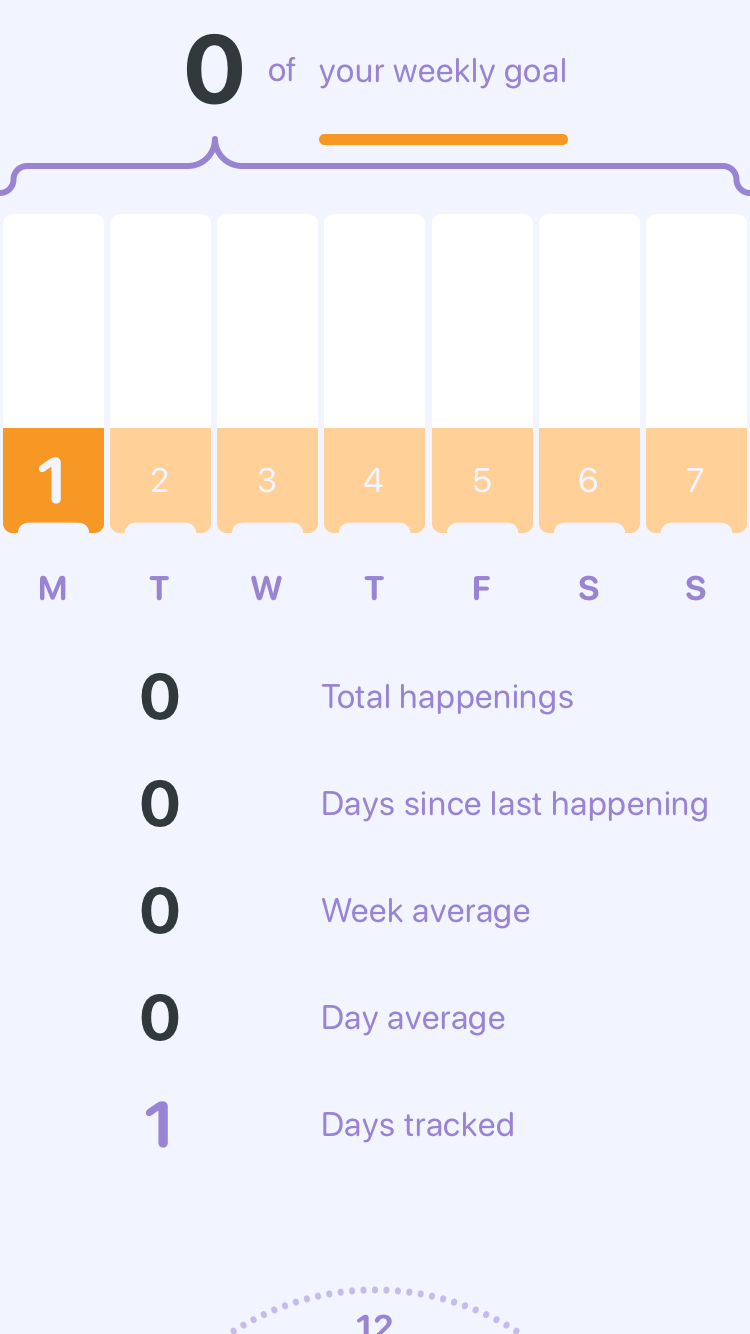 0 of your weekly goal
1 2 3 4 5 6 7
M T W T F S S
0 Total happenings
0 Days since last happening
0 Week average
0 Day average
1 Days tracked
12